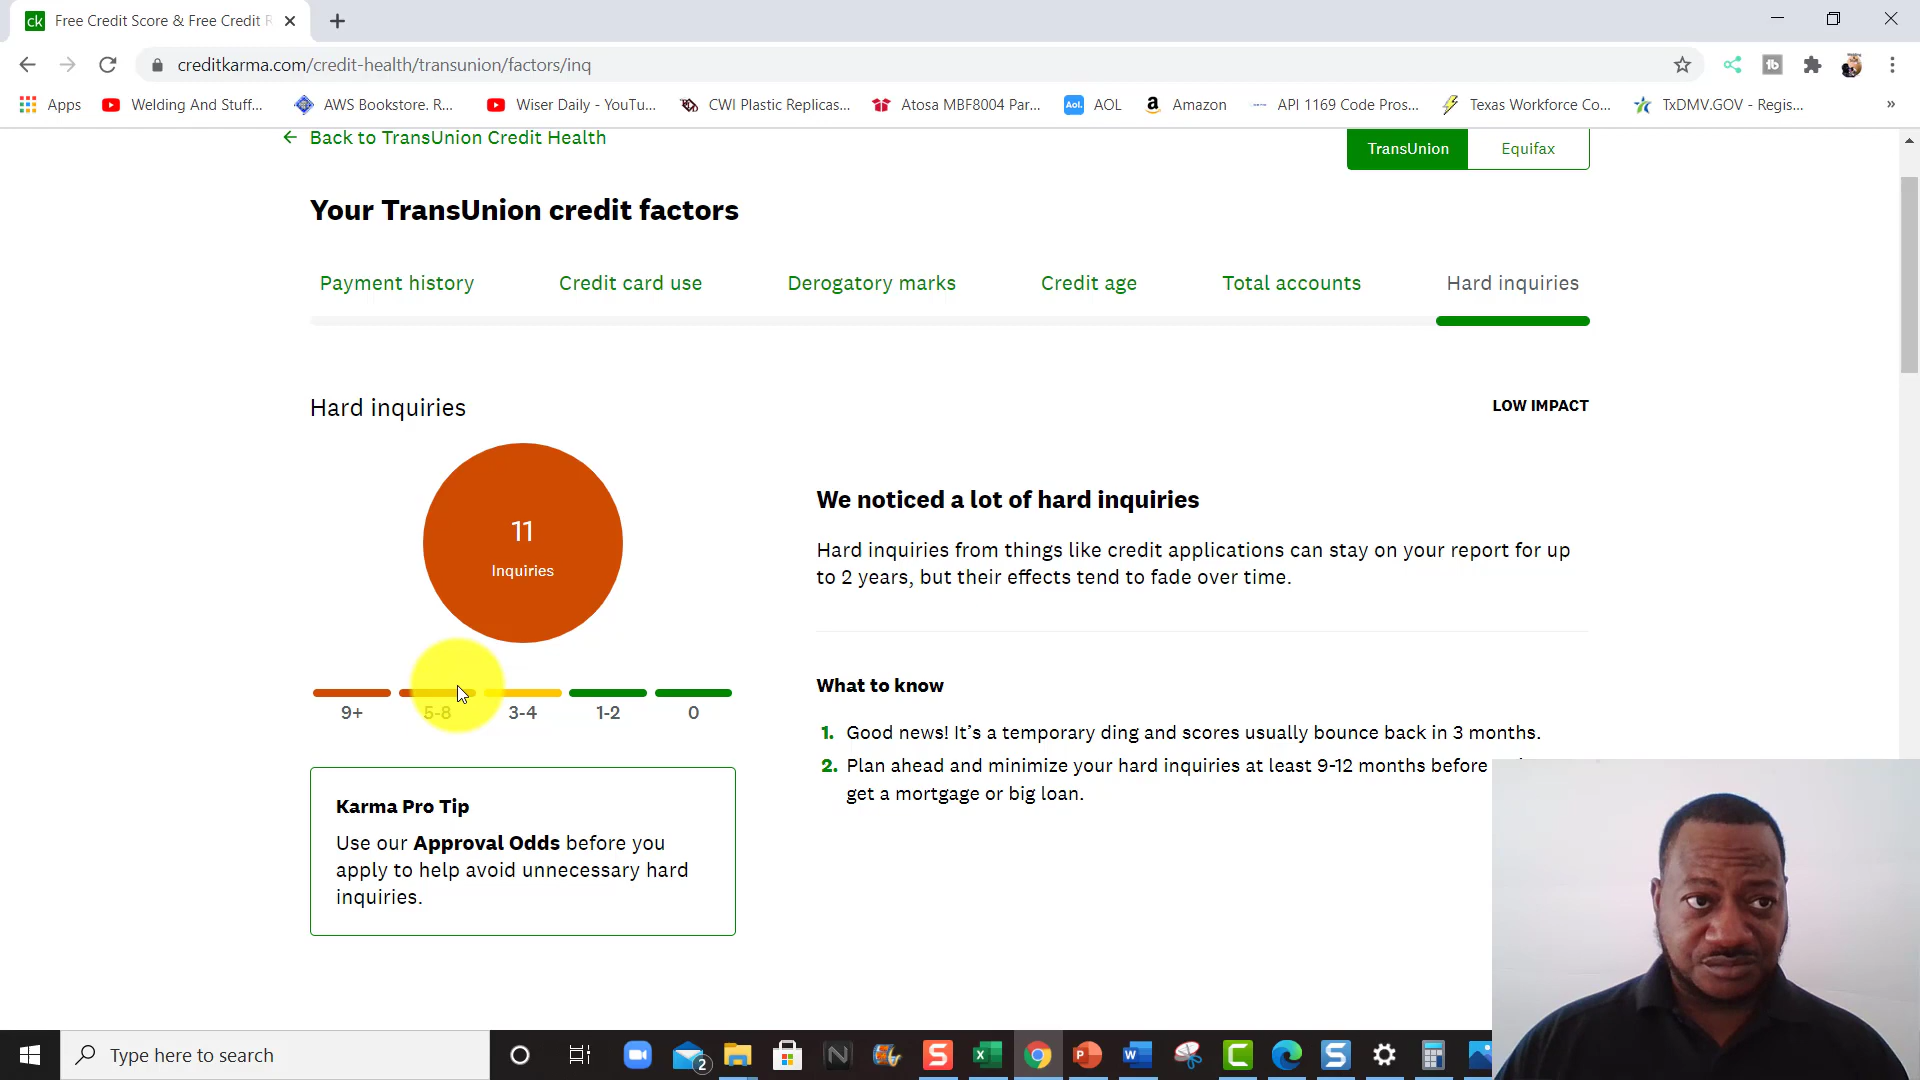 ck Free Credit Score & Free Credit R
creditkarma.com/credit-health/transunion/factors/inq
Apps Welding And Stuff... AWS Bookstore. R... Wiser Daily - YouTu... CWI Plastic Replicas... Atosa MBF8004 Par... Aol. AOL Amazon API 1169 Code Pros... Texas Workforce Co... TxDMV.GOV - Regis... »
Back to TransUnion Credit Health
TransUnion Equifax
Your TransUnion credit factors
Payment history Credit card use Derogatory marks Credit age Total accounts Hard inquiries
Hard inquiries
LOW IMPACT
11
Inquiries
9+ 5-8 3-4 1-2 0
Karma Pro Tip
Use our Approval Odds before you
apply to help avoid unnecessary hard
inquiries.
We noticed a lot of hard inquiries
Hard inquiries from things like credit applications can stay on your report for up
to 2 years, but their effects tend to fade over time.
What to know
1. Good news! It’s a temporary ding and scores usually bounce back in 3 months.
2. Plan ahead and minimize your hard inquiries at least 9-12 months before
get a mortgage or big loan.
Type here to search
2